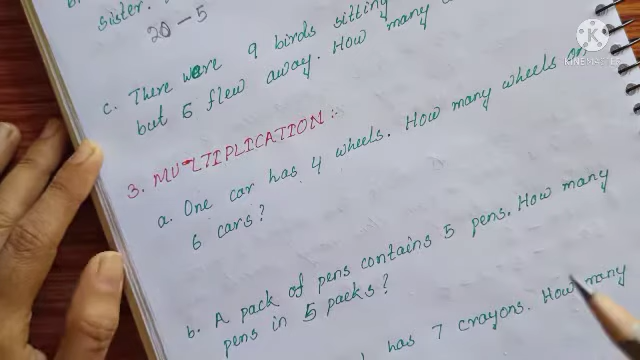 b.
sister.
20 - 5
c. There were 9 birds sitting
but 5 flew away. How many
3. MULTIPLICATION :-
a. One car has 4 wheels. How many wheels on
6 cars?
b. A pack of pens contains 5 pens. How many
pens in 5 packs?
has 7 crayons. How many
KINEMASTER